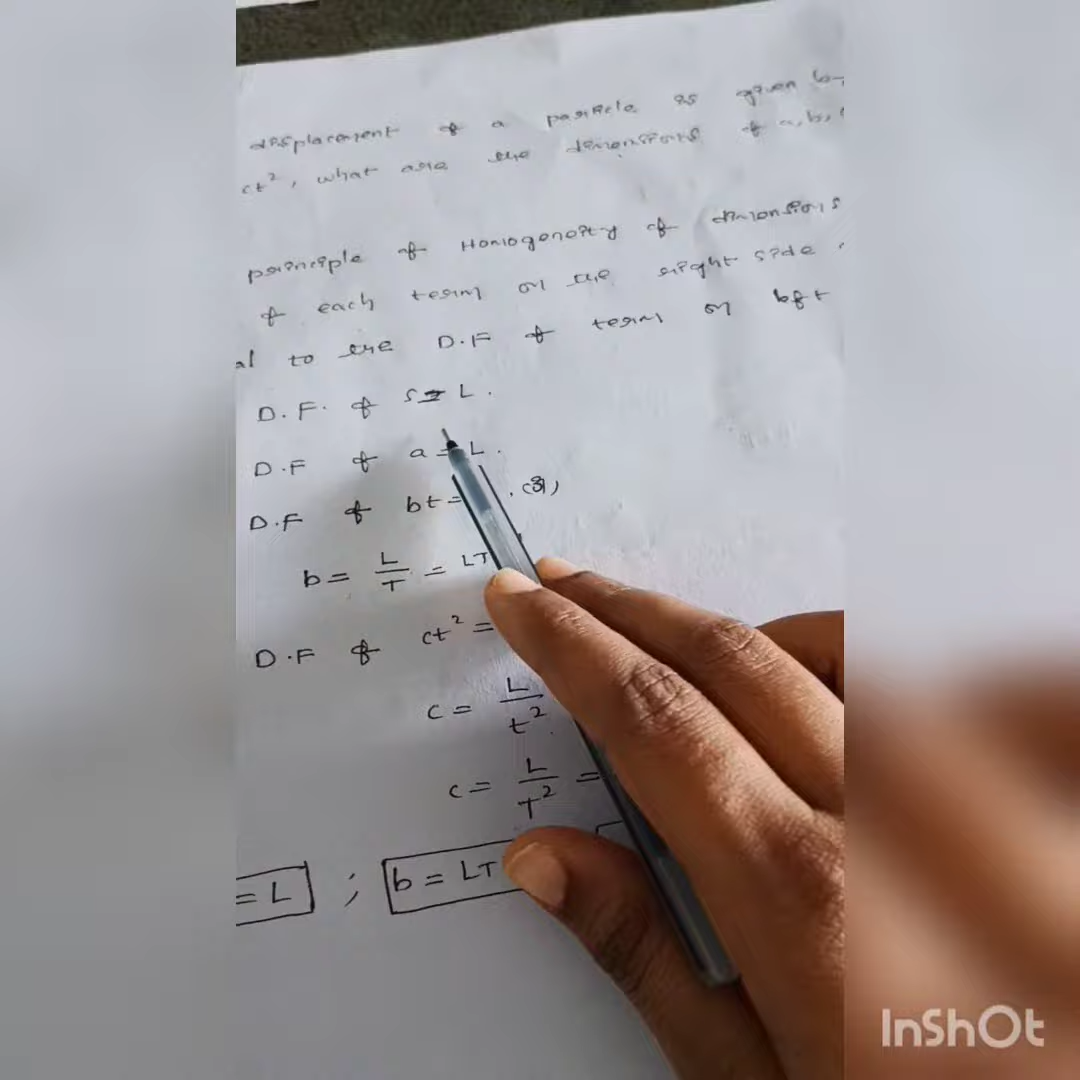 displacement of a particle is given by
ct², what are the dimensions of a, b,
principle of Homogeneity of dimensions
of each term on the right side
al to the D.F of term on left
D.F. of S = L.
D.F of a = L.
D.F of bt =
b = L/T = LT
D.F of ct² =
c = L/t².
c = L/T² =
= L ; b = LT
InShOt